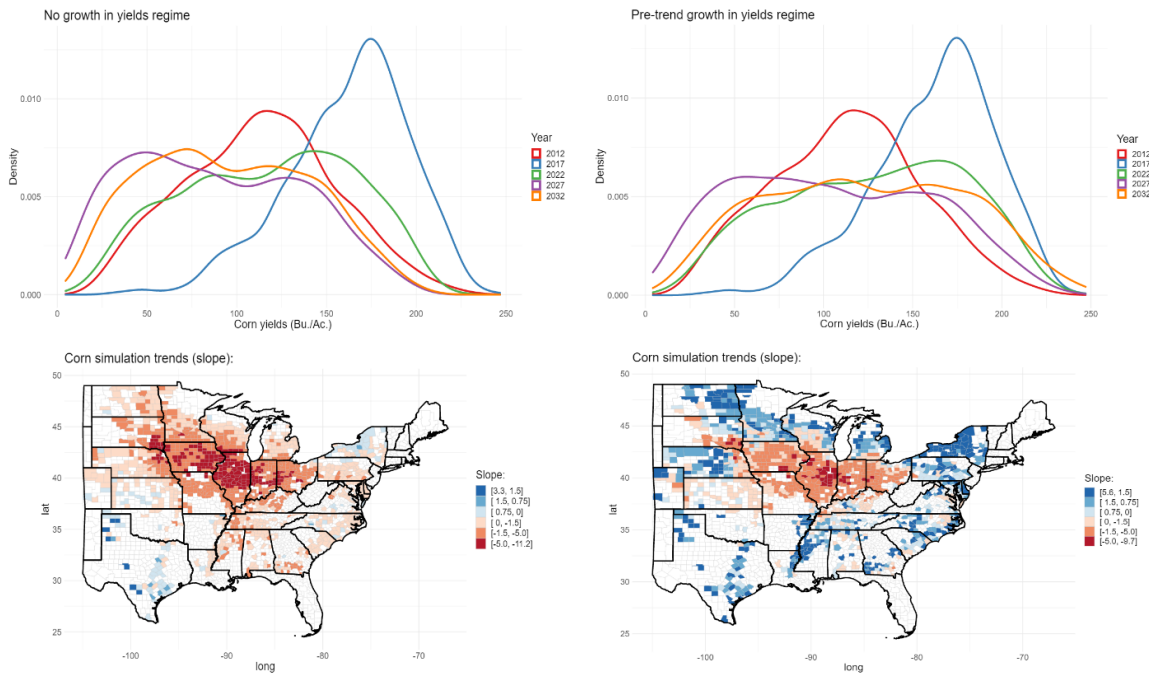 No growth in yields regime
0.010
0.005
0.000
Density
0
50
100
150
200
250
Corn yields (Bu./Ac.)
Year
2012
2017
2022
2027
2032
Pre-trend growth in yields regime
0.010
0.005
0.000
Density
0
50
100
150
200
250
Corn yields (Bu./Ac.)
Year
2012
2017
2022
2027
2032
Corn simulation trends (slope):
50
45
40
35
30
25
lat
-100
-90
-80
-70
long
Slope:
[3.3, 1.5]
[ 1.5, 0.75]
[ 0.75, 0]
[ 0, -1.5]
[-1.5, -5.0]
[-5.0, -11.2]
Corn simulation trends (slope):
50
45
40
35
30
25
lat
-100
-90
-80
-70
long
Slope:
[5.6, 1.5]
[ 1.5, 0.75]
[ 0.75, 0]
[ 0, -1.5]
[-1.5, -5.0]
[-5.0, -9.7]